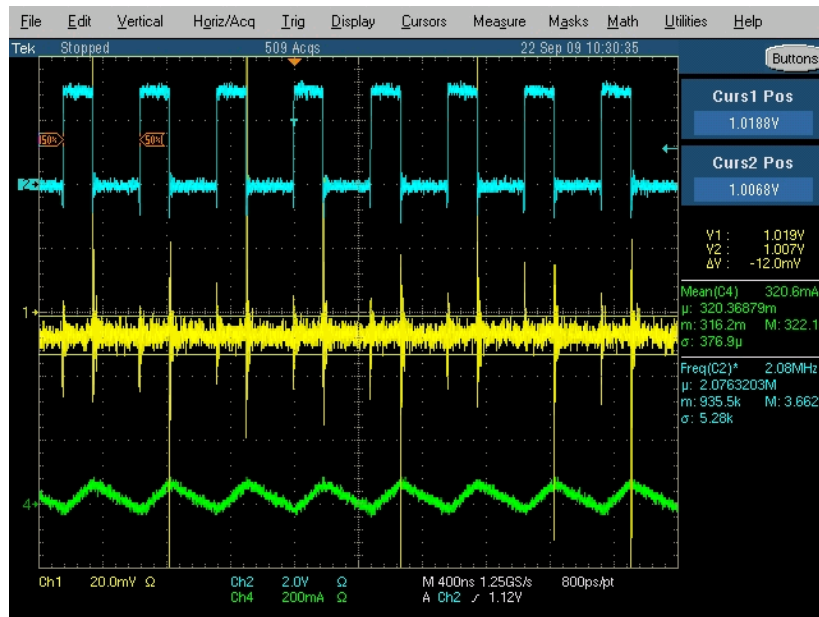 File Edit Vertical Horiz/Acq Trig Display Cursors Measure Masks Math Utilities Help
Tek Stopped 509 Acqs 22 Sep 09 10:30:35
Buttons
Curs1 Pos
1.0188V
Curs2 Pos
1.0068V
50% 50%
T
2
V1 : 1.019V
V2 : 1.007V
ΔV : -12.0mV
1
Mean(C4) 320.6mA
μ: 320.36879m
m: 316.2m M: 322.1
σ: 376.9μ
Freq(C2)* 2.08MHz
μ: 2.0763203M
m: 935.5k M: 3.662
σ: 5.28k
4
Ch1 20.0mV Ω Ch2 2.0V Ω M 400ns 1.25GS/s 800ps/pt
Ch4 200mA Ω A Ch2 ⌿ 1.12V